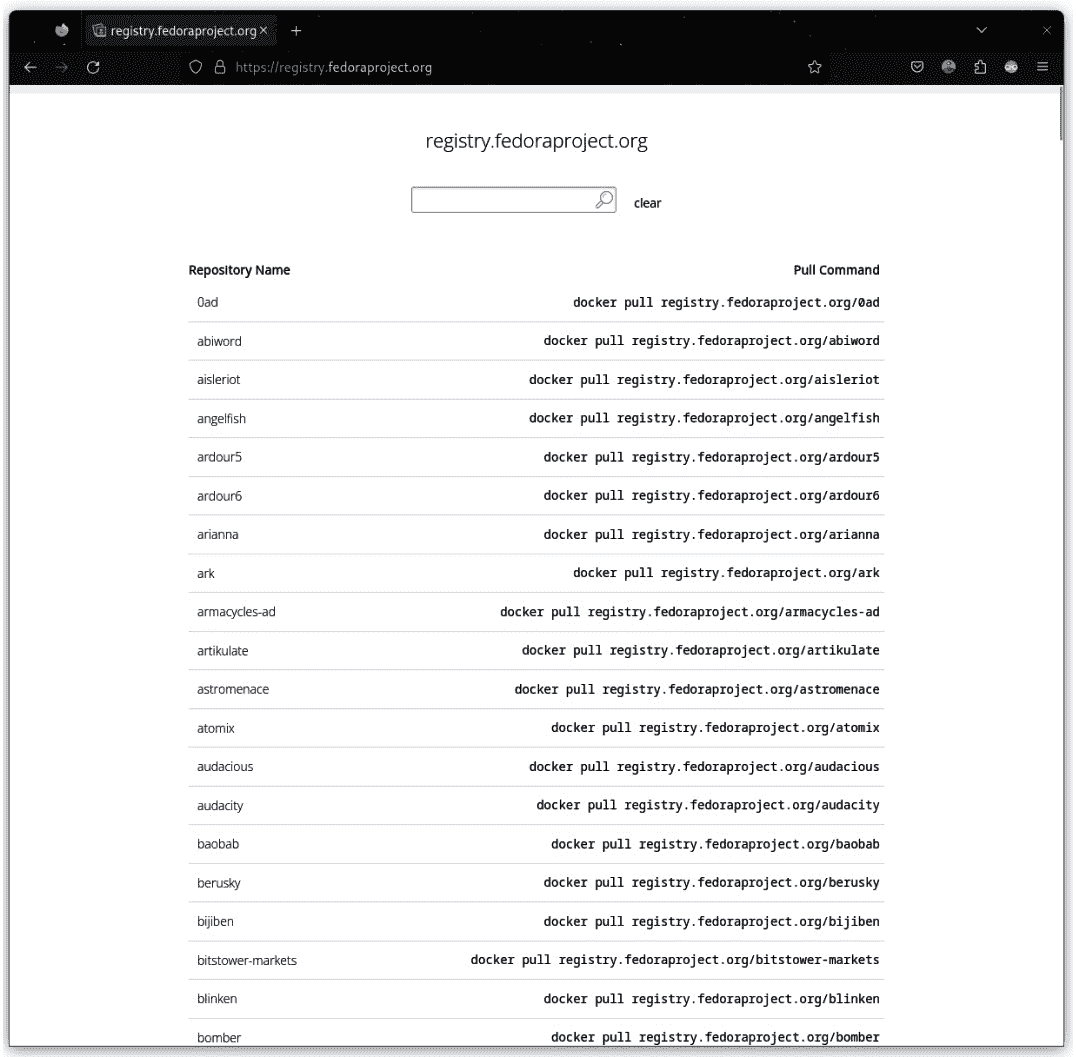 registry.fedoraproject.org
https://registry.fedoraproject.org
registry.fedoraproject.org
clear
Repository Name Pull Command
0ad docker pull registry.fedoraproject.org/0ad
abiword docker pull registry.fedoraproject.org/abiword
aisleriot docker pull registry.fedoraproject.org/aisleriot
angelfish docker pull registry.fedoraproject.org/angelfish
ardour5 docker pull registry.fedoraproject.org/ardour5
ardour6 docker pull registry.fedoraproject.org/ardour6
arianna docker pull registry.fedoraproject.org/arianna
ark docker pull registry.fedoraproject.org/ark
armacycles-ad docker pull registry.fedoraproject.org/armacycles-ad
artikulate docker pull registry.fedoraproject.org/artikulate
astromenace docker pull registry.fedoraproject.org/astromenace
atomix docker pull registry.fedoraproject.org/atomix
audacious docker pull registry.fedoraproject.org/audacious
audacity docker pull registry.fedoraproject.org/audacity
baobab docker pull registry.fedoraproject.org/baobab
berusky docker pull registry.fedoraproject.org/berusky
bijiben docker pull registry.fedoraproject.org/bijiben
bitstower-markets docker pull registry.fedoraproject.org/bitstower-markets
blinken docker pull registry.fedoraproject.org/blinken
bomber docker pull registry.fedoraproject.org/bomber